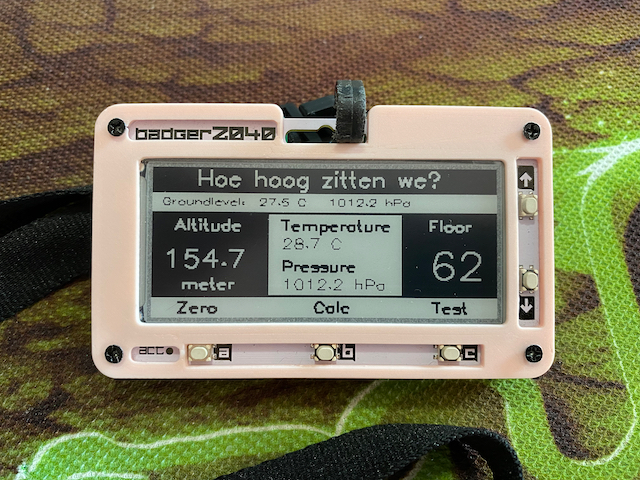 badger2040
Hoe hoog zitten we?
Groundlevel: 27.5 C 1012.2 hPa
Altitude
154.7
meter
Temperature
28.7 C
Pressure
1012.2 hPa
Floor
62
Zero Calc Test
act a b c